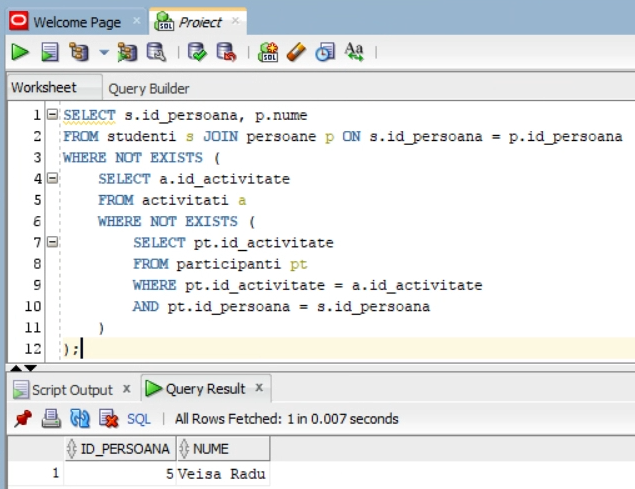 Welcome Page × Proiect ×
Aa
Worksheet Query Builder
1 SELECT s.id_persoana, p.nume
2 FROM studenti s JOIN persoane p ON s.id_persoana = p.id_persoana
3 WHERE NOT EXISTS (
4 SELECT a.id_activitate
5 FROM activitati a
6 WHERE NOT EXISTS (
7 SELECT pt.id_activitate
8 FROM participanti pt
9 WHERE pt.id_activitate = a.id_activitate
10 AND pt.id_persoana = s.id_persoana
11 )
12 );
Script Output × Query Result ×
SQL | All Rows Fetched: 1 in 0.007 seconds
ID_PERSOANA NUME
1 5 Veisa Radu